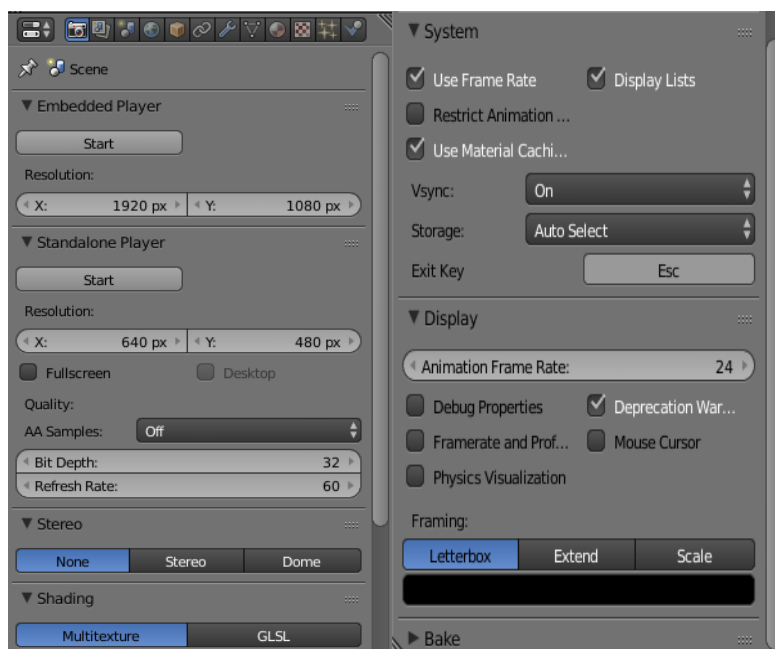 Scene
Embedded Player
Start
Resolution:
X: 1920 px Y: 1080 px
Standalone Player
Start
Resolution:
X: 640 px Y: 480 px
Fullscreen Desktop
Quality:
AA Samples: Off
Bit Depth: 32
Refresh Rate: 60
Stereo
None Stereo Dome
Shading
Multitexture GLSL
System
Use Frame Rate Display Lists
Restrict Animation ...
Use Material Cachi...
Vsync: On
Storage: Auto Select
Exit Key Esc
Display
Animation Frame Rate: 24
Debug Properties Deprecation War...
Framerate and Prof... Mouse Cursor
Physics Visualization
Framing:
Letterbox Extend Scale
Bake